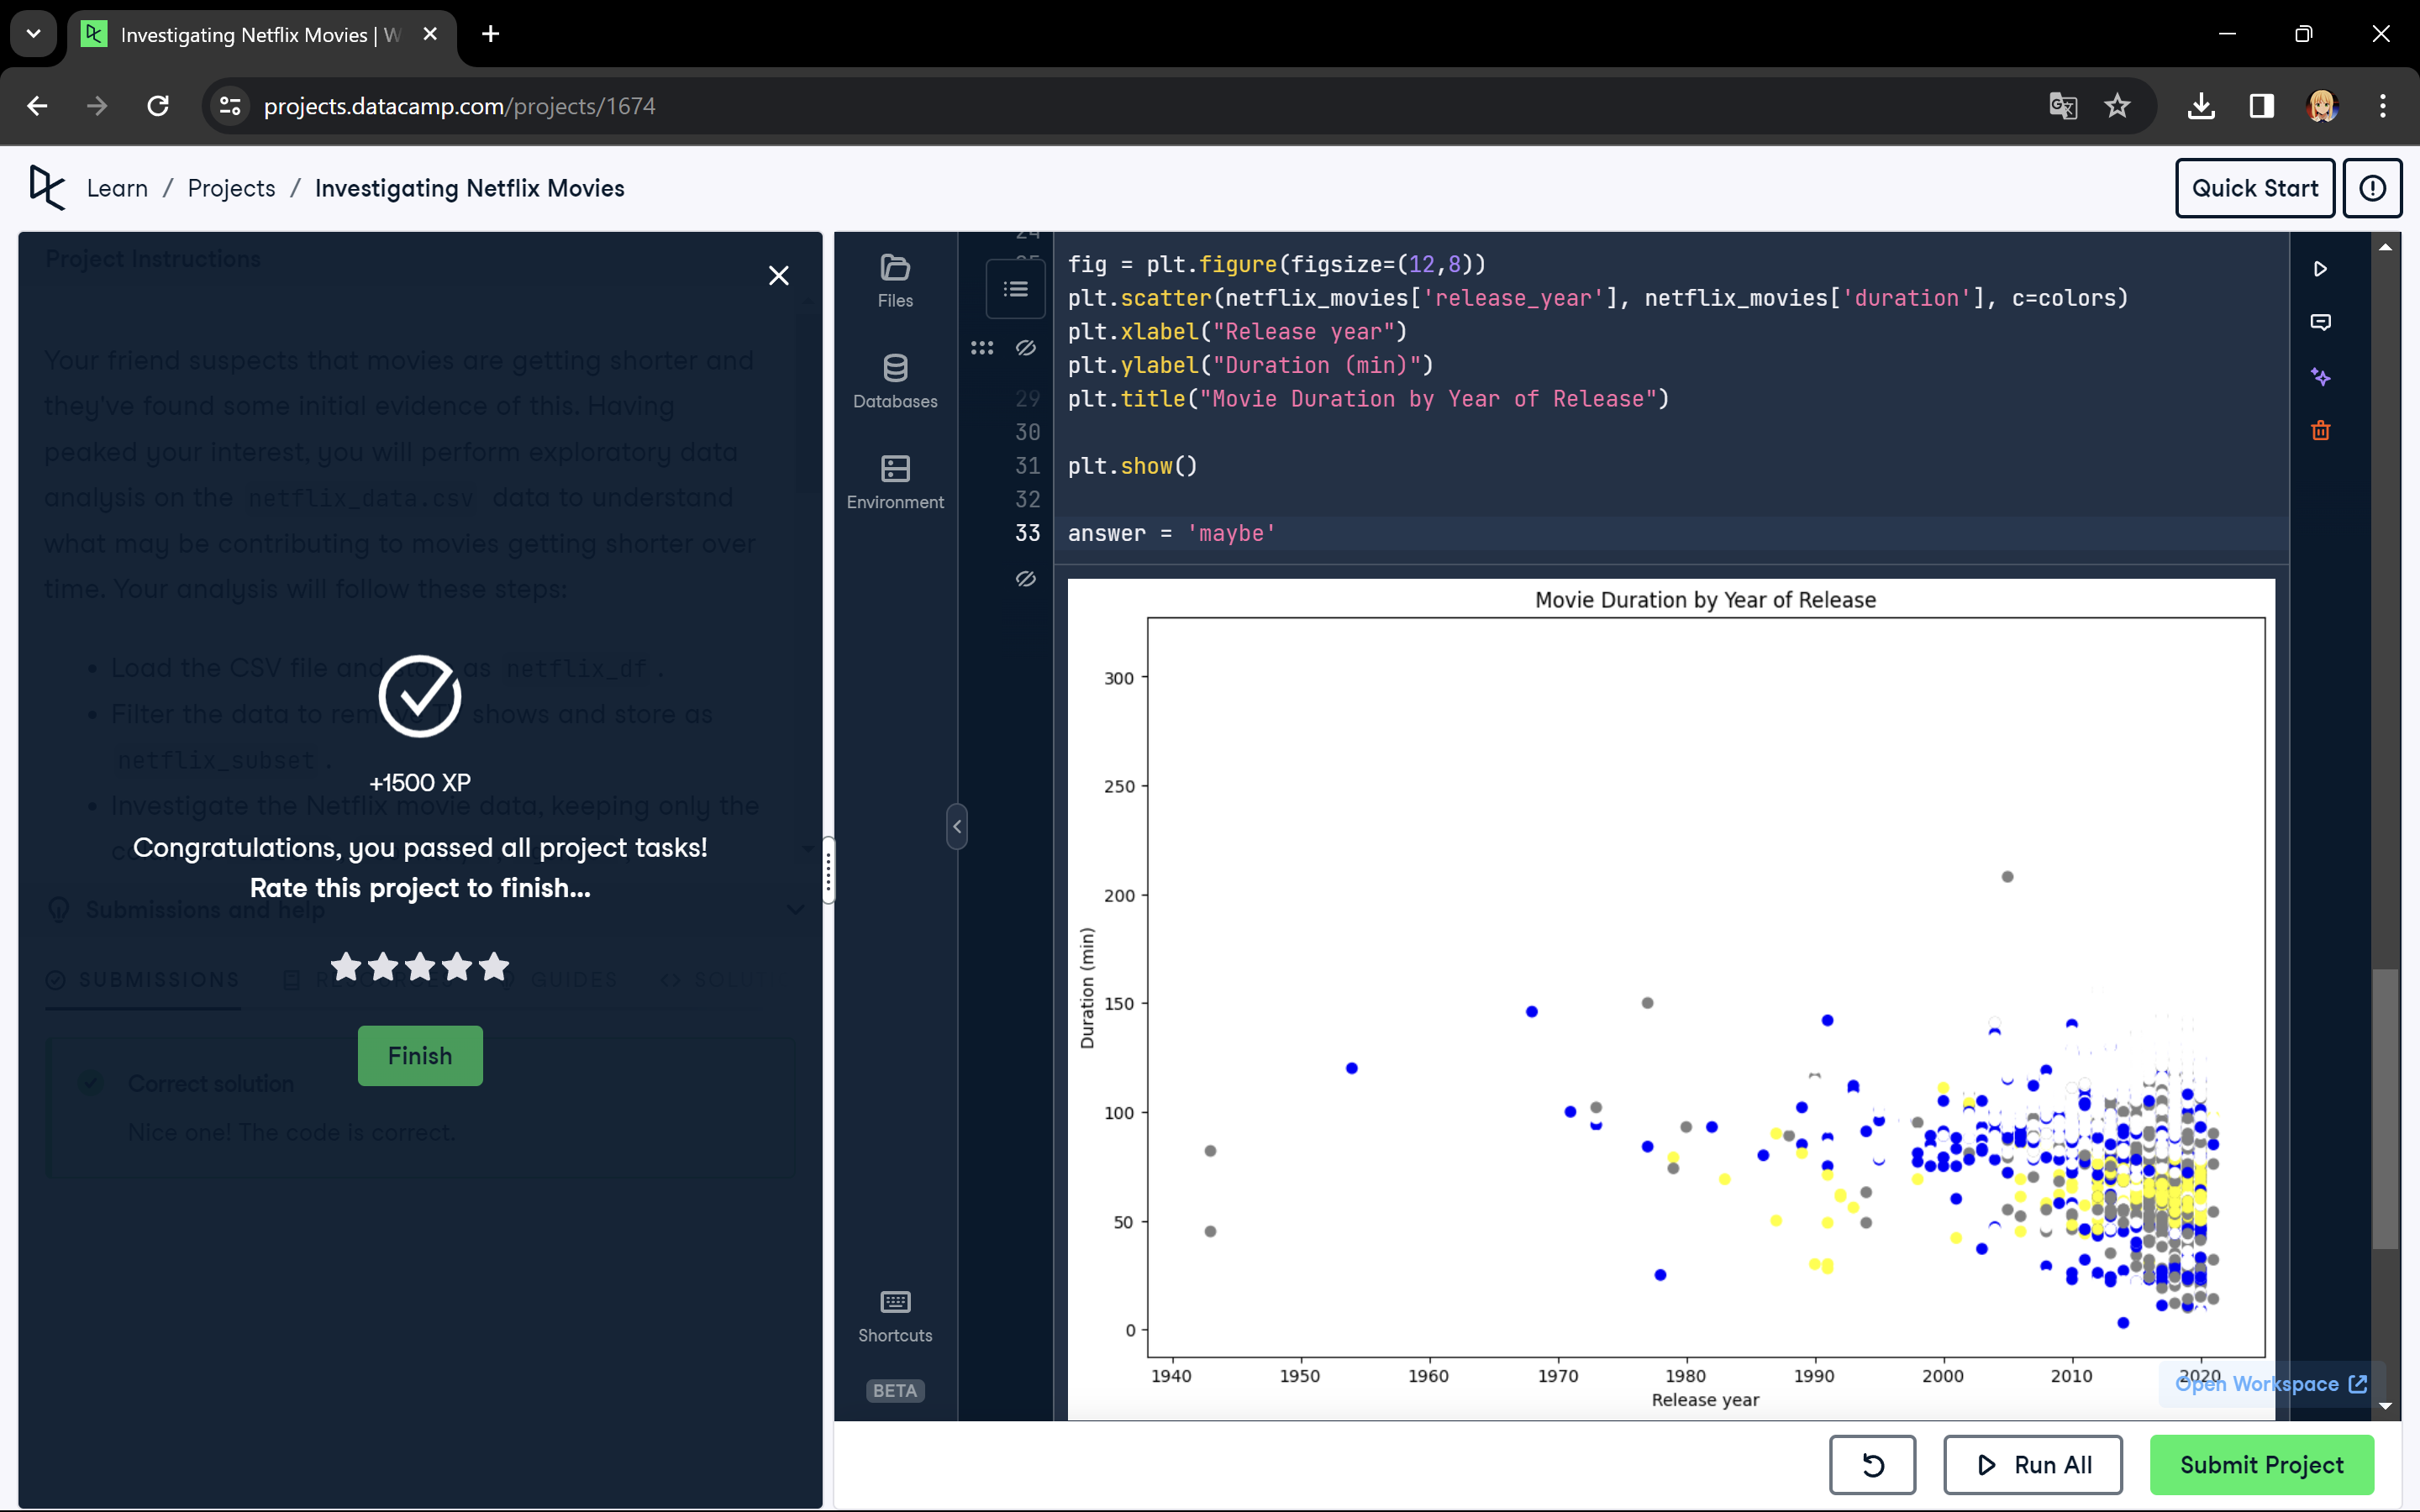 Investigating Netflix Movies | W
projects.datacamp.com/projects/1674
Learn / Projects / Investigating Netflix Movies
Quick Start
Project Instructions
Your friend suspects that movies are getting shorter and
they've found some initial evidence of this. Having
peaked your interest, you will perform exploratory data
analysis on the netflix_data.csv data to understand
what may be contributing to movies getting shorter over
time. Your analysis will follow these steps:
• Load the CSV file and store as netflix_df .
• Filter the data to remove TV shows and store as
netflix_subset .
+1500 XP
• Investigate the Netflix movie data, keeping only the
Congratulations, you passed all project tasks!
Rate this project to finish...
Submissions and help
SUBMISSIONS
RESOURCES
GUIDES
<> SOLUT
Finish
Correct solution
Nice one! The code is correct.
Files
Databases
Environment
Shortcuts
BETA
24
25
fig = plt.figure(figsize=(12,8))
plt.scatter(netflix_movies['release_year'], netflix_movies['duration'], c=colors)
plt.xlabel("Release year")
plt.ylabel("Duration (min)")
29 plt.title("Movie Duration by Year of Release")
30
31 plt.show()
32
33 answer = 'maybe'
Movie Duration by Year of Release
300
250
200
150
100
50
0
Duration (min)
1940 1950 1960 1970 1980 1990 2000 2010 2020
Release year
Open Workspace
Run All
Submit Project